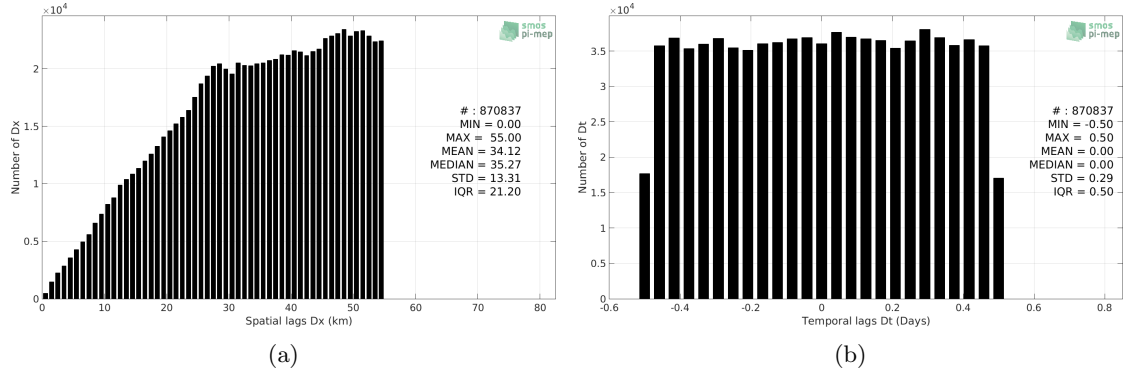 ×10⁴
smos
pi-mep
2
1.5
1
0.5
0
Number of Dx
# : 870837
MIN = 0.00
MAX = 55.00
MEAN = 34.12
MEDIAN = 35.27
STD = 13.31
IQR = 21.20
0 10 20 30 40 50 60 70 80
Spatial lags Dx (km)
(a)
×10⁴
smos
pi-mep
3.5
3
2.5
2
1.5
1
0.5
0
Number of Dt
# : 870837
MIN = -0.50
MAX = 0.50
MEAN = 0.00
MEDIAN = 0.00
STD = 0.29
IQR = 0.50
-0.6 -0.4 -0.2 0 0.2 0.4 0.6 0.8
Temporal lags Dt (Days)
(b)